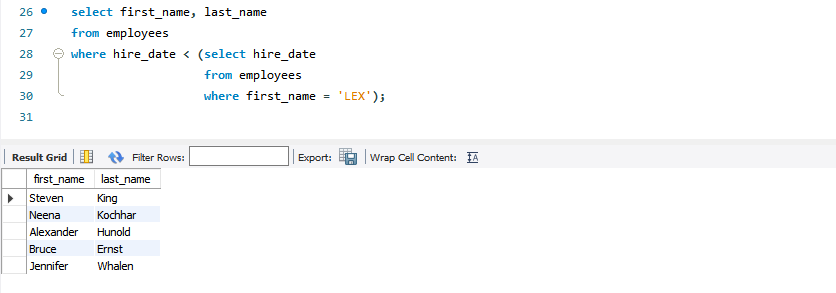 26 select first_name, last_name
27 from employees
28 where hire_date < (select hire_date
29 from employees
30 where first_name = 'LEX');
31
Result Grid Filter Rows: Export: Wrap Cell Content: IA
first_name last_name
Steven King
Neena Kochhar
Alexander Hunold
Bruce Ernst
Jennifer Whalen